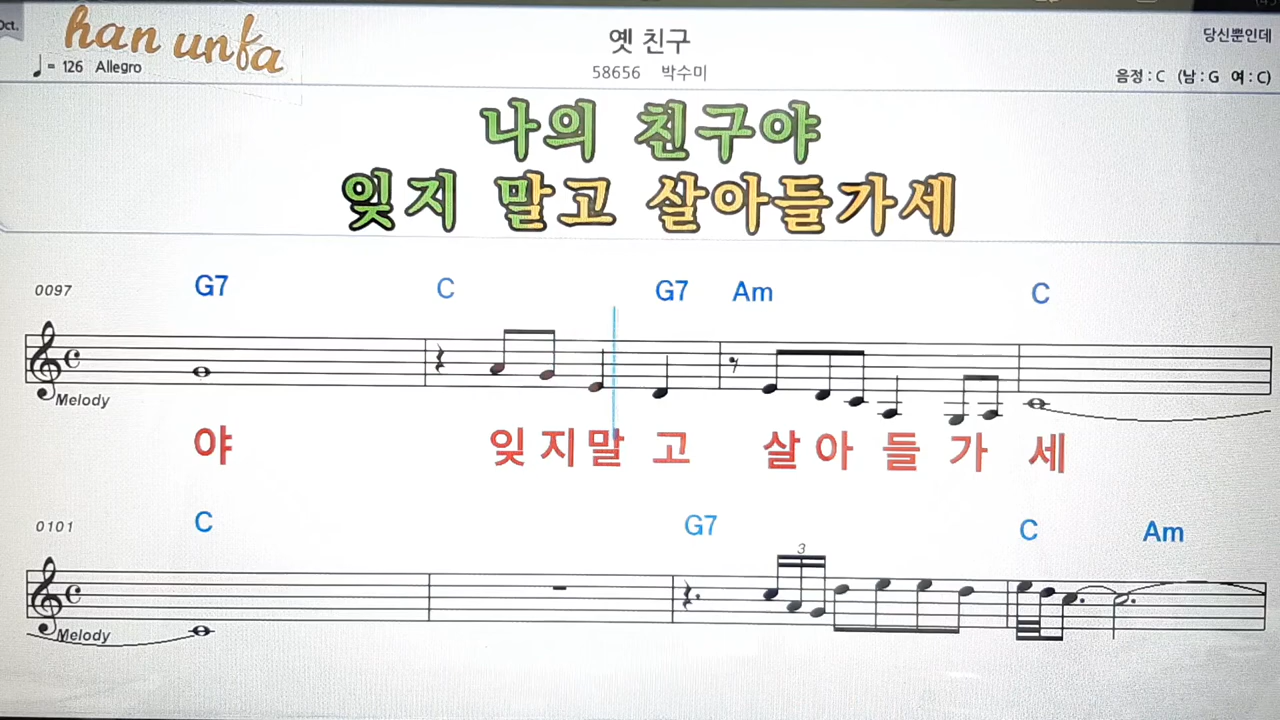 Oct.
han unfa
♩= 126 Allegro
옛 친구
58656 박수미
당신뿐인데
음정 : C (남 : G 여 : C)
나의 친구야
잊지 말고 살아들가세
0097 G7 C G7 Am C
Melody
야 잊 지 말 고 살 아 들 가 세
0101 C G7 C Am
3
Melody